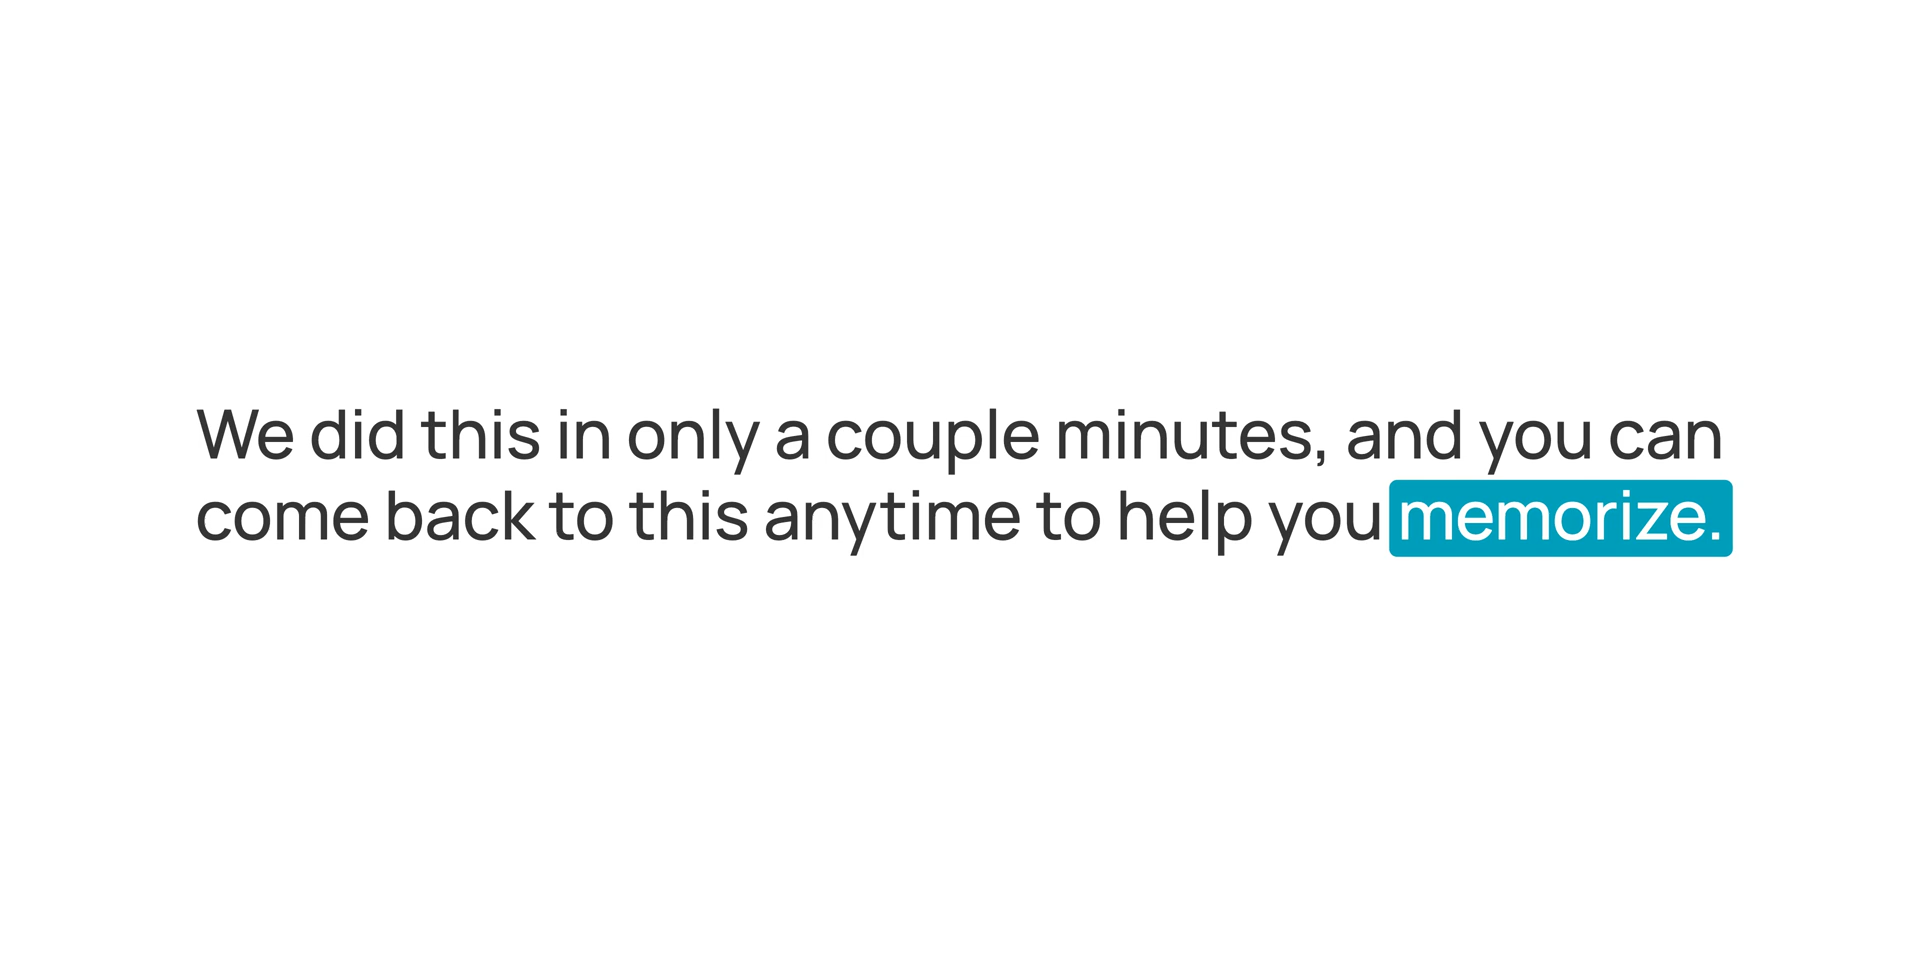 We did this in only a couple minutes, and you can
come back to this anytime to help you memorize.